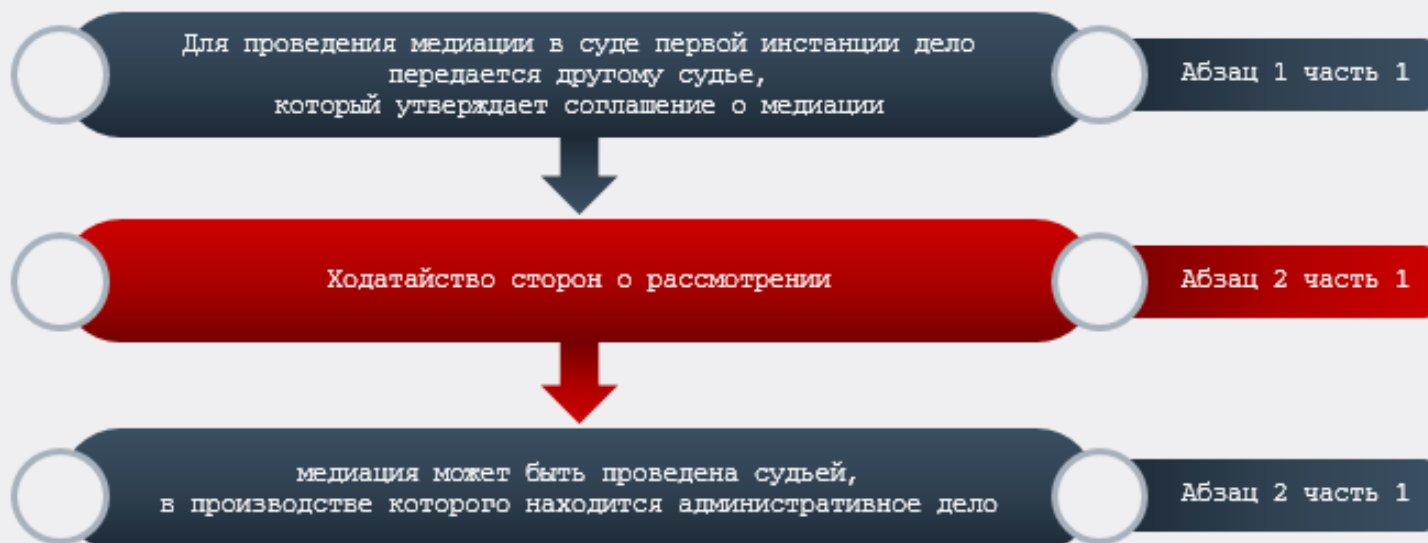 Для проведения медиации в суде первой инстанции дело
передается другому судье,
который утверждает соглашение о медиации
Абзац 1 часть 1
Ходатайство сторон о рассмотрении
Абзац 2 часть 1
медиация может быть проведена судьей,
в производстве которого находится административное дело
Абзац 2 часть 1